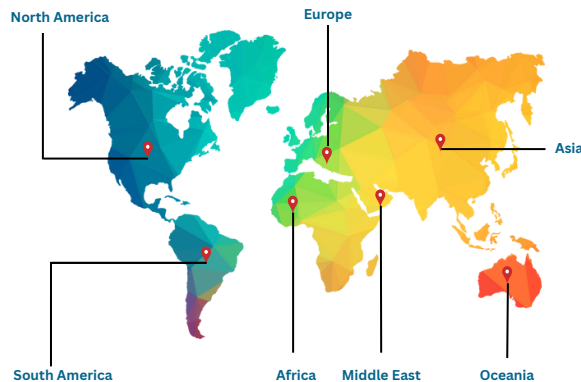 North America
Europe
Asia
South America
Africa
Middle East
Oceania